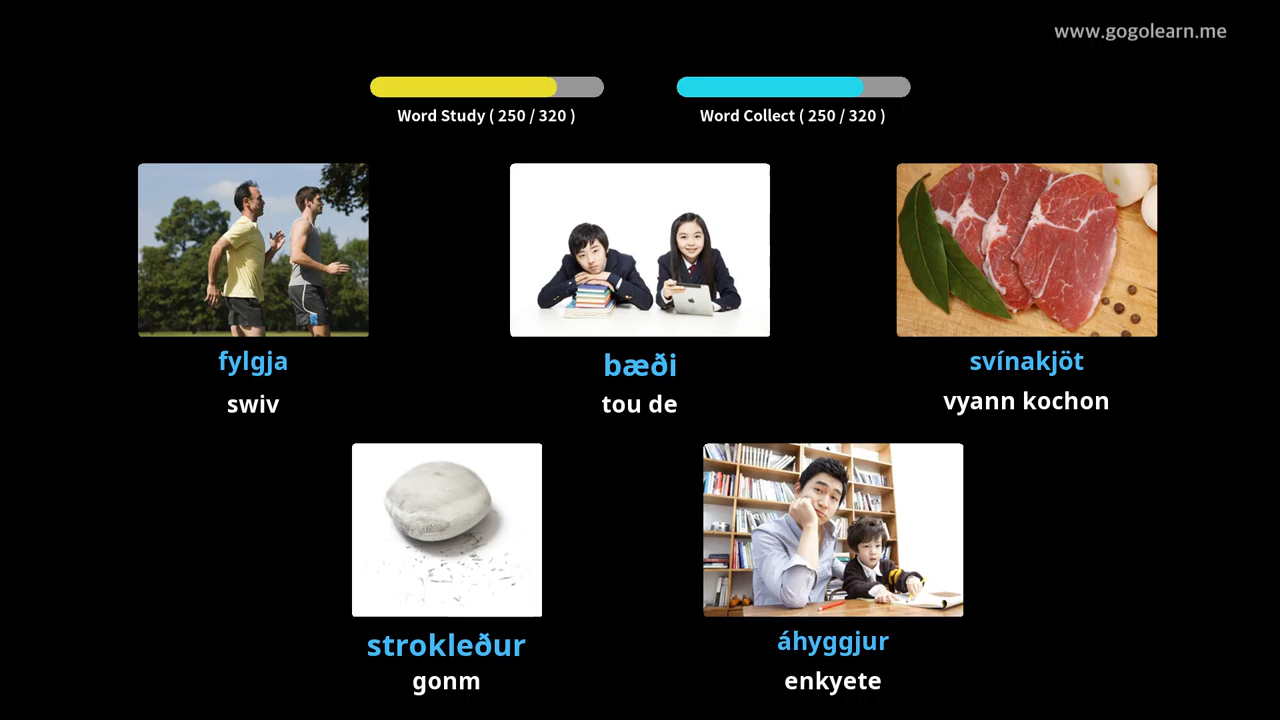 www.gogolearn.me
Word Study ( 250 / 320 )
Word Collect ( 250 / 320 )
fylgja
swiv
bæði
tou de
svínakjöt
vyann kochon
strokleður
gonm
áhyggjur
enkyete